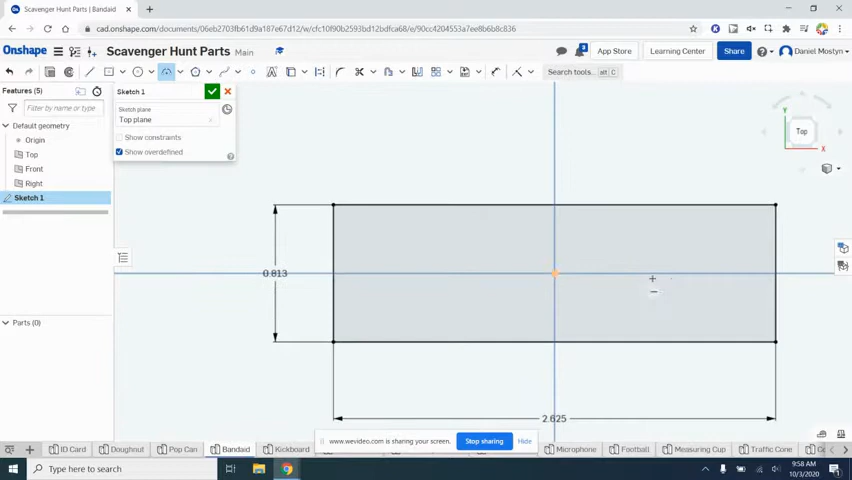 Scavenger Hunt Parts | Bandaid
cad.onshape.com/documents/06eb2703fb61d919a187e67d12/w/cfc10f90b2593bd12bdfca68/e/90cc4204553a7ee8b6b8c836
Onshape
Scavenger Hunt Parts Main
3
App Store
Learning Center
Share
Daniel Mostyn
Search tools...
alt C
Features (5)
Filter by name or type
Default geometry
Origin
Top
Front
Right
Sketch 1
Parts (0)
Sketch 1
Sketch plane
Top plane
Show constraints
Show overdefined
Y
Top
X
0.813
2.625
www.wevideo.com is sharing your screen.
Stop sharing
Hide
ID Card
Doughnut
Pop Can
Bandaid
Kickboard
Microphone
Football
Measuring Cup
Traffic Cone
Type here to search
9:58 AM
10/3/2020